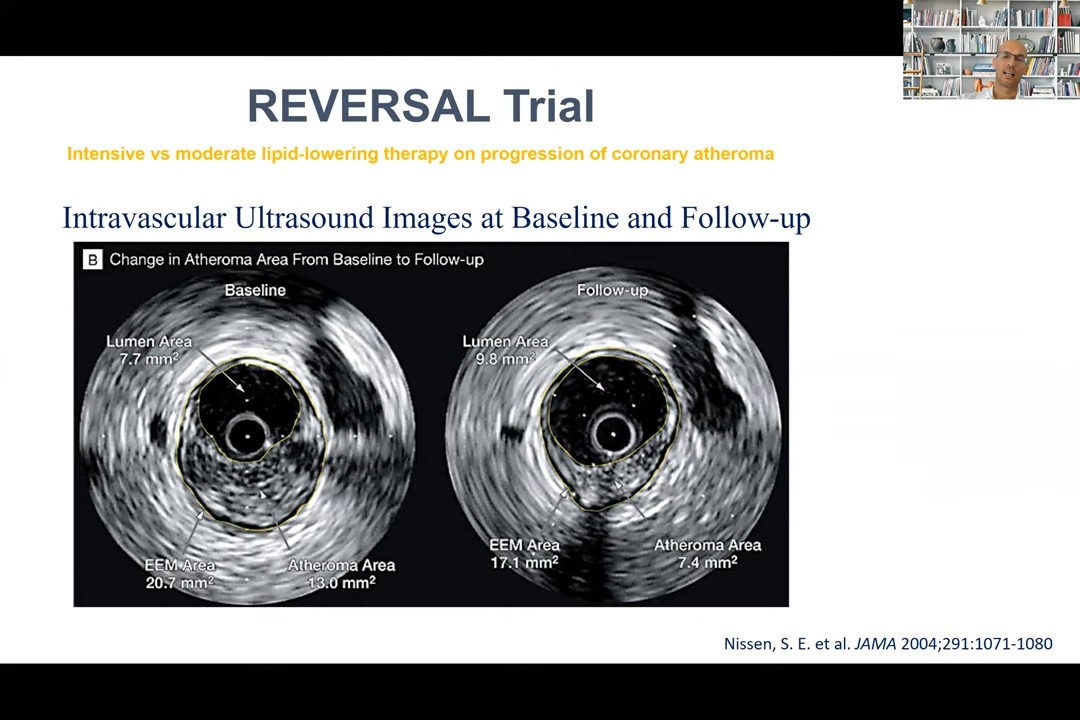 REVERSAL Trial
Intensive vs moderate lipid-lowering therapy on progression of coronary atheroma
Intravascular Ultrasound Images at Baseline and Follow-up
B Change in Atheroma Area From Baseline to Follow-up
Baseline
Lumen Area
7.7 mm²
EEM Area
20.7 mm²
Atheroma Area
13.0 mm²
Follow-up
Lumen Area
9.8 mm²
EEM Area
17.1 mm²
Atheroma Area
7.4 mm²
Nissen, S. E. et al. JAMA 2004;291:1071-1080